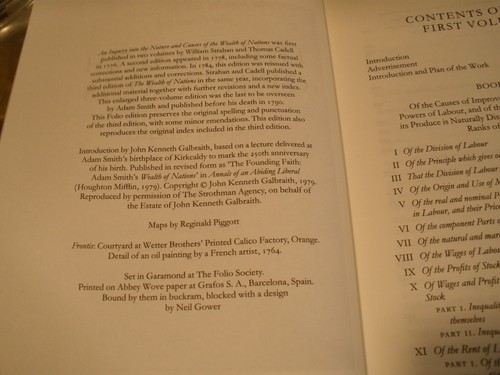 An Inquiry into the Nature and Causes of the Wealth of Nations was first
published in two volumes by William Strahan and Thomas Cadell
in 1776. A second edition appeared in 1778, including some factual
corrections and new information. In 1784, this edition was reissued with
substantial additions and corrections. Strahan and Cadell published a
third edition of The Wealth of Nations in the same year, incorporating the
additional material together with further revisions and a new index.
This enlarged three-volume edition was the last to be overseen
by Adam Smith and published before his death in 1790.
This Folio edition preserves the original spelling and punctuation
of the third edition, with some minor emendations. This edition also
reproduces the original index included in the third edition.
Introduction by John Kenneth Galbraith, based on a lecture delivered at
Adam Smith's birthplace of Kirkcaldy to mark the 250th anniversary
of his birth. Published in revised form as 'The Founding Faith:
Adam Smith's Wealth of Nations' in Annals of an Abiding Liberal
(Houghton Mifflin, 1979). Copyright © John Kenneth Galbraith, 1979.
Reproduced by permission of The Strothman Agency, on behalf of
the Estate of John Kenneth Galbraith.
Maps by Reginald Piggott
Frontis: Courtyard at Wetter Brothers' Printed Calico Factory, Orange.
Detail of an oil painting by a French artist, 1764.
Set in Garamond at The Folio Society.
Printed on Abbey Wove paper at Grafos S. A., Barcelona, Spain.
Bound by them in buckram, blocked with a design
by Neil Gower
CONTENTS O
FIRST VOL
Introduction
Advertisement
Introduction and Plan of the Work
BOO
Of the Causes of Improve
Powers of Labour, and of th
its Produce is Naturally Dis
Ranks o
I Of the Division of Labour
II Of the Principle which gives o
III That the Division of Labour
IV Of the Origin and Use of M
V Of the real and nominal P
in Labour, and their Price
VI Of the component Parts o
VII Of the natural and mar
VIII Of the Wages of Labou
IX Of the Profits of Stock
X Of Wages and Profit
Stock
PART I. Inequali
themselves
PART II. Inequa
XI Of the Rent of L
PART I. Of th